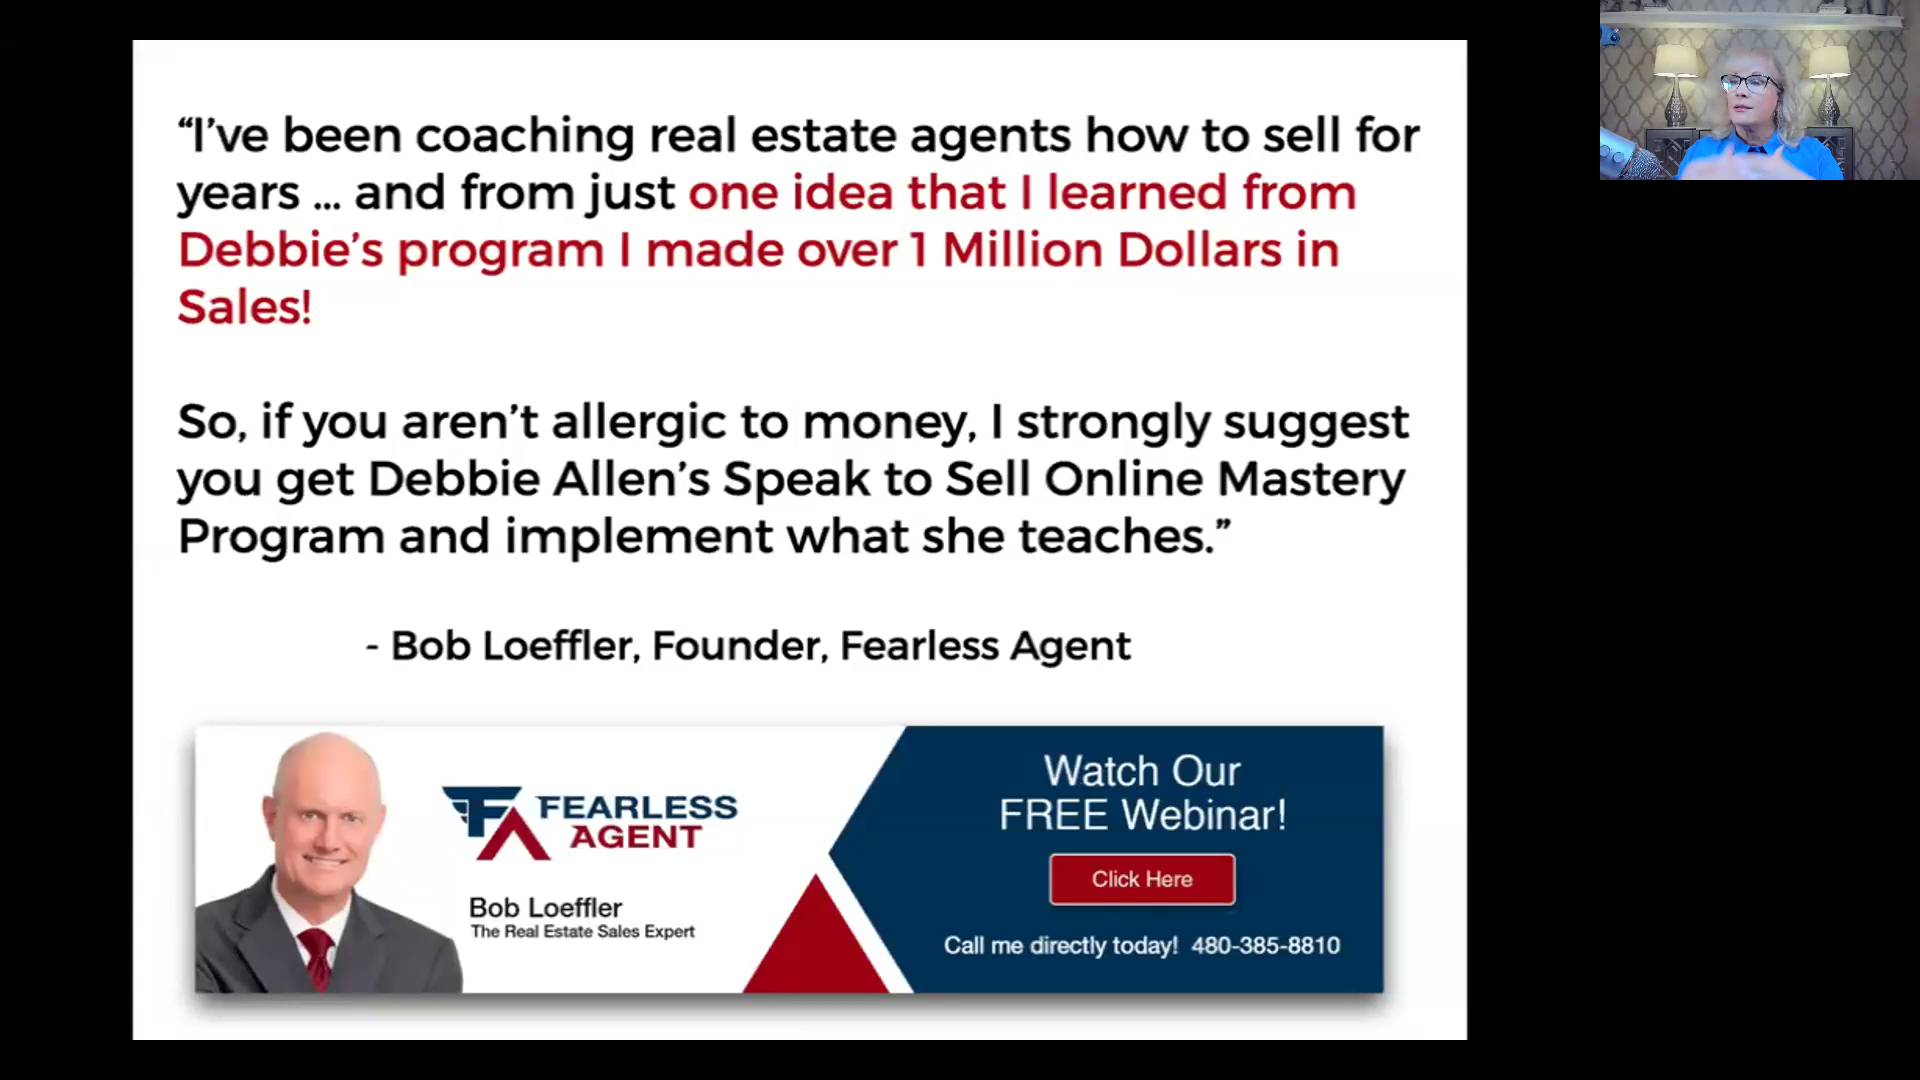 “I’ve been coaching real estate agents how to sell for
years ... and from just one idea that I learned from
Debbie’s program I made over 1 Million Dollars in
Sales!
So, if you aren’t allergic to money, I strongly suggest
you get Debbie Allen’s Speak to Sell Online Mastery
Program and implement what she teaches.”
- Bob Loeffler, Founder, Fearless Agent
FA FEARLESS
AGENT
Bob Loeffler
The Real Estate Sales Expert
Watch Our
FREE Webinar!
Click Here
Call me directly today! 480-385-8810